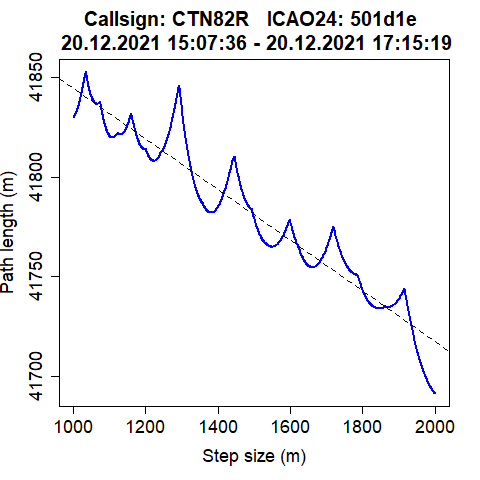 Callsign: CTN82R   ICAO24: 501d1e
20.12.2021 15:07:36 - 20.12.2021 17:15:19
Path length (m)
41850
41800
41750
41700
1000 1200 1400 1600 1800 2000
Step size (m)